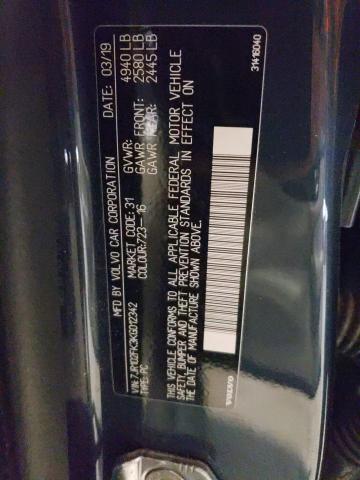 MFD BY VOLVO CAR CORPORATION DATE: 03/19
GVWR: 4940 LB
MARKET CODE: 31 GAWR FRONT: 2580 LB
COLOUR: 723- 16 GAWR REAR: 2445 LB
VIN: 7JR102FK3KG012342
TYPE: PC
THIS VEHICLE CONFORMS TO ALL APPLICABLE FEDERAL MOTOR VEHICLE
SAFETY, BUMPER AND THEFT PREVENTION STANDARDS IN EFFECT ON
DATE OF MANUFACTURE SHOWN ABOVE.
VOLVO
31416040